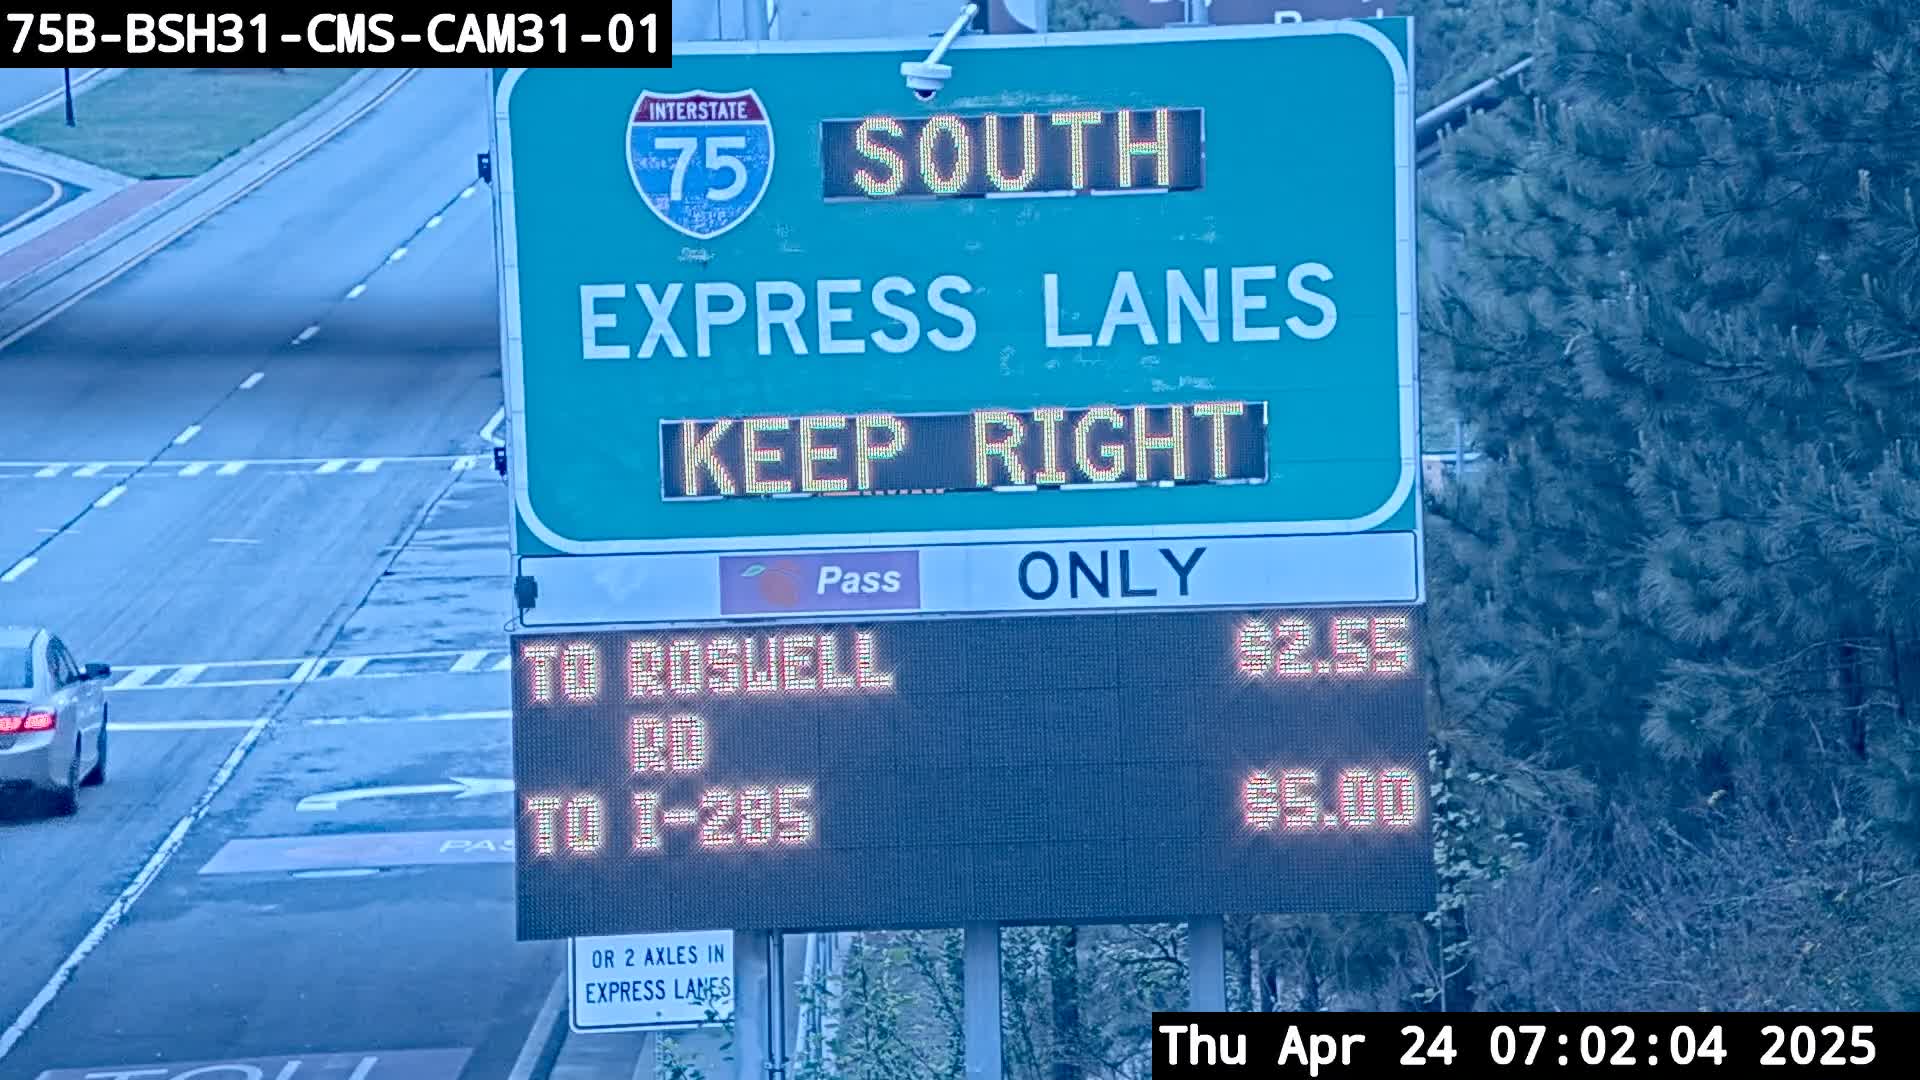 75B-BSH31-CMS-CAM31-01
INTERSTATE
75
SOUTH
EXPRESS LANES
KEEP RIGHT
Pass ONLY
TO ROSWELL $2.55
RD
TO I-285 $5.00
OR 2 AXLES IN
EXPRESS LANES
TOLL
Thu Apr 24 07:02:04 2025